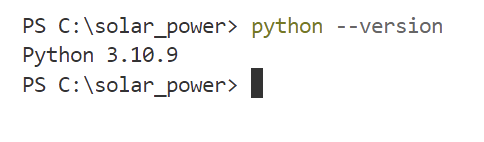 PS C:\solar_power> python --version
Python 3.10.9
PS C:\solar_power>